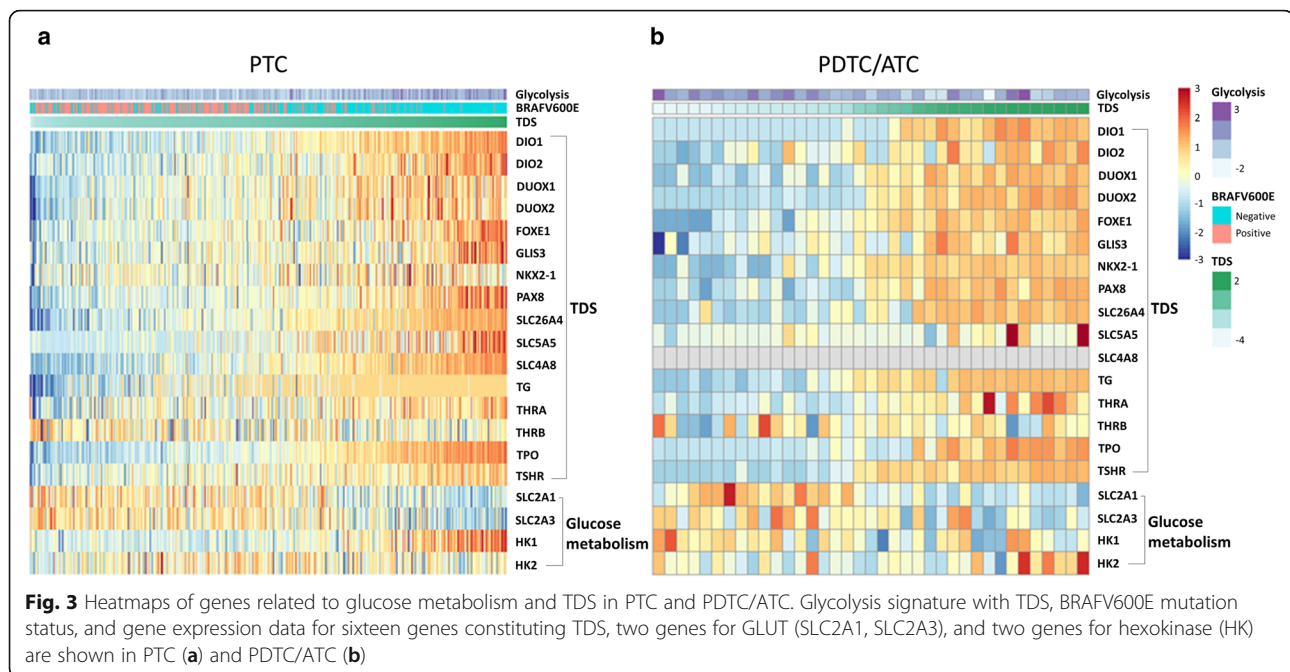 a
b
PTC
PDTC/ATC
Glycolysis
BRAFV600E
TDS
DIO1
DIO2
DUOX1
DUOX2
FOXE1
GLIS3
NKX2-1
PAX8
SLC26A4
SLC5A5
SLC4A8
TG
THRA
THRB
TPO
TSHR
SLC2A1
SLC2A3
HK1
HK2
TDS
Glucose
metabolism
Glycolysis
TDS
DIO1
DIO2
DUOX1
DUOX2
FOXE1
GLIS3
NKX2-1
PAX8
SLC26A4
SLC5A5
SLC4A8
TG
THRA
THRB
TPO
TSHR
SLC2A1
SLC2A3
HK1
HK2
TDS
Glucose
metabolism
3
2
1
0
-1
-2
-3
Glycolysis
3
-2
BRAFV600E
Negative
Positive
TDS
2
-4
Fig. 3 Heatmaps of genes related to glucose metabolism and TDS in PTC and PDTC/ATC. Glycolysis signature with TDS, BRAFV600E mutation
status, and gene expression data for sixteen genes constituting TDS, two genes for GLUT (SLC2A1, SLC2A3), and two genes for hexokinase (HK)
are shown in PTC (a) and PDTC/ATC (b)